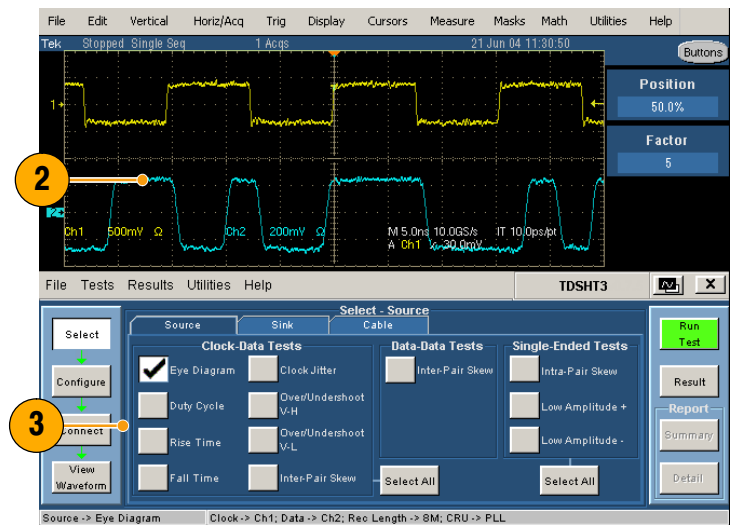 File Edit Vertical Horiz/Acq Trig Display Cursors Measure Masks Math Utilities Help
Tek Stopped Single Seq 1 Acqs 21 Jun 04 11:30:50
Buttons
Position
50.0%
Factor
5
1
2
2
Ch1 500mV Ω Ch2 200mV Ω M 5.0ns 10.0GS/s IT 10.0ps/pt
A Ch1 30.0mV
File Tests Results Utilities Help TDSHT3 X
Select - Source
Select
Configure
Connect
View
Waveform
Source Sink Cable
Clock-Data Tests
Eye Diagram
Duty Cycle
Rise Time
Fall Time
Clock Jitter
Over/Undershoot
V-H
Over/Undershoot
V-L
Inter-Pair Skew
Select All
Data-Data Tests
Inter-Pair Skew
Single-Ended Tests
Intra-Pair Skew
Low Amplitude +
Low Amplitude -
Select All
Run
Test
Result
Report
Summary
Detail
3
Source -> Eye Diagram Clock -> Ch1; Data -> Ch2; Rec Length -> 8M; CRU -> PLL